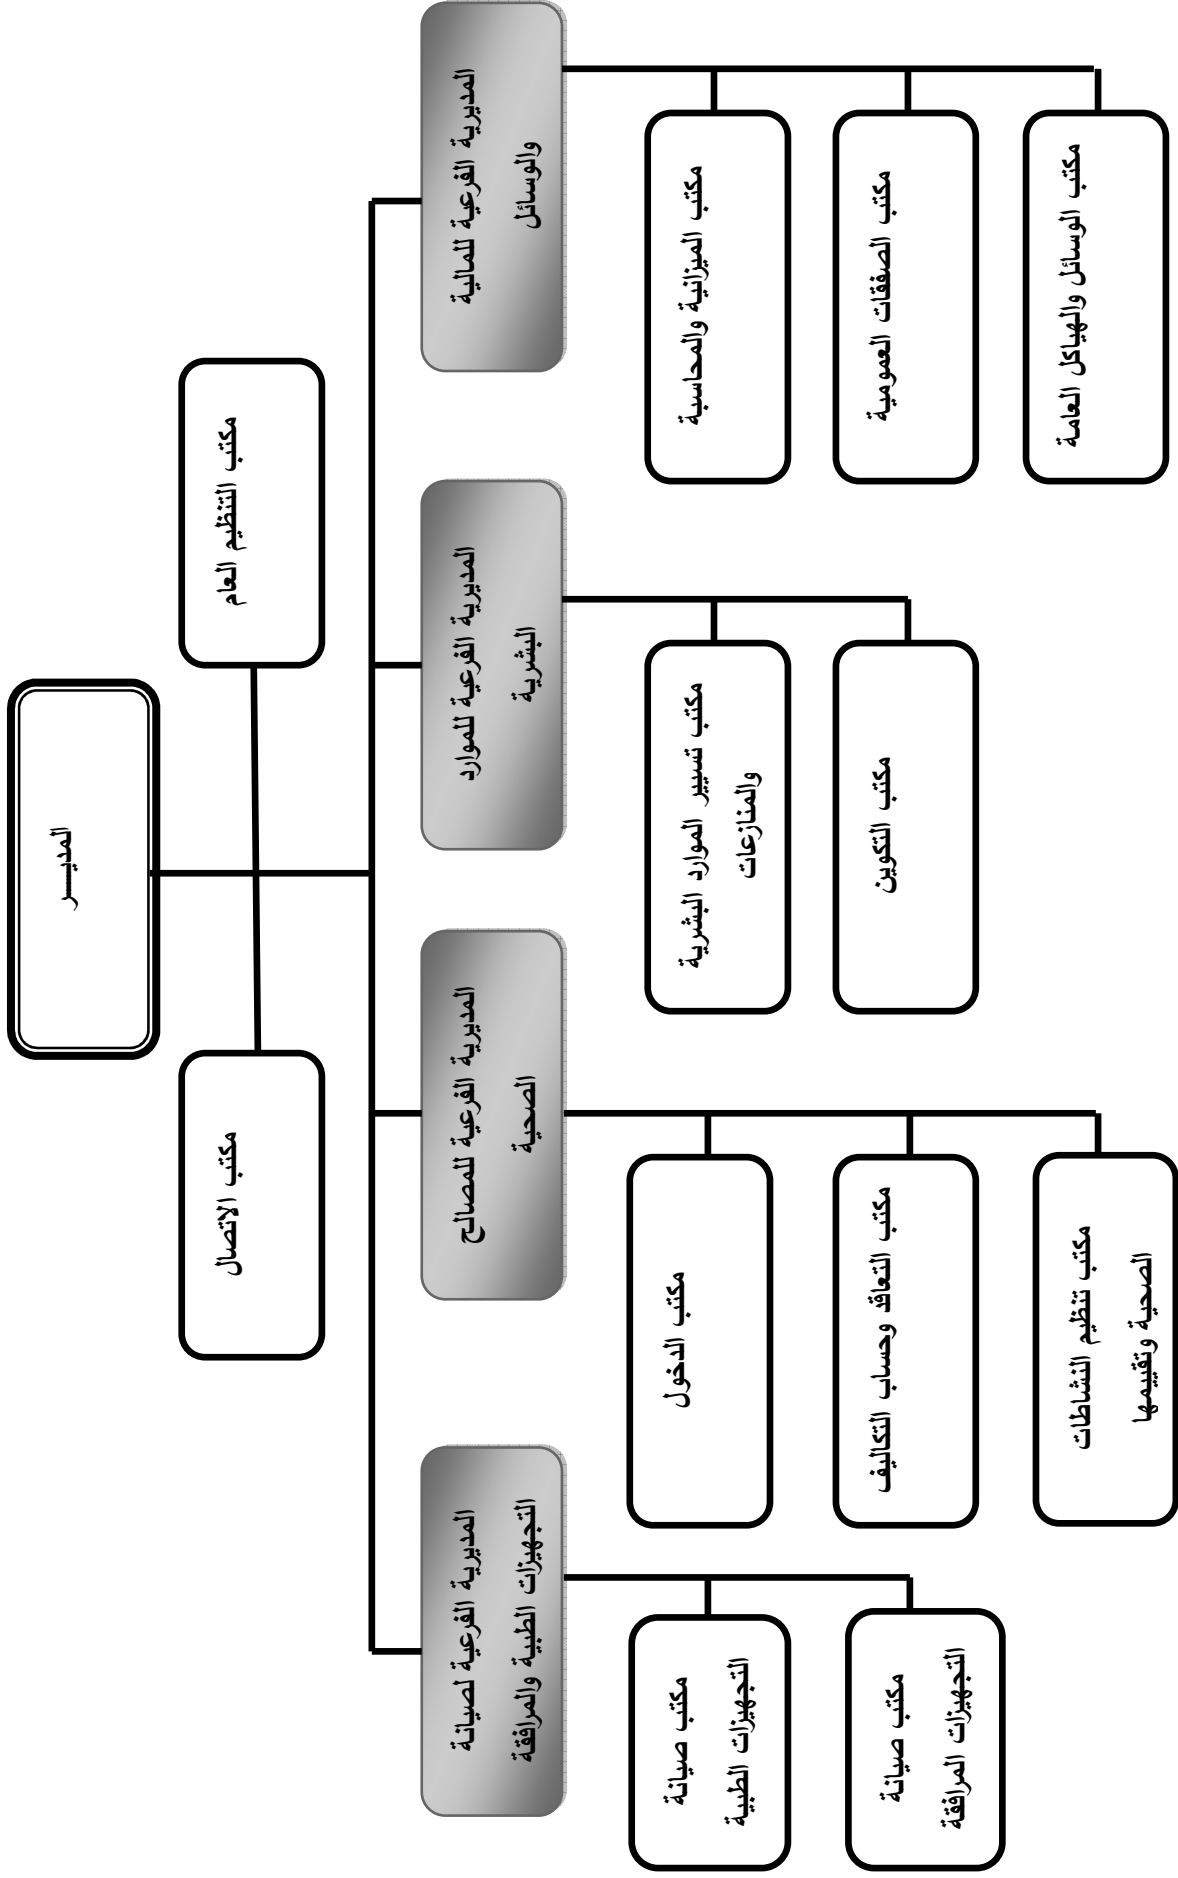 المديـــر
مكتب التنظيم العام
مكتب الاتصال
المديرية الفرعية للمالية
والوسائل
المديرية الفرعية للموارد
البشرية
المديرية الفرعية للمصالح
الصحية
المديرية الفرعية لصيانة
التجهيزات الطبية والمرافقة
مكتب الميزانية والمحاسبة
مكتب الصفقات العمومية
مكتب الوسائل والهياكل العامة
مكتب تسيير الموارد البشرية
والمنازعات
مكتب التكوين
مكتب الدخول
مكتب التعاقد وحساب التكاليف
مكتب تنظيم النشاطات
الصحية وتقييمها
مكتب صيانة
التجهيزات الطبية
مكتب صيانة
التجهيزات المرافقة